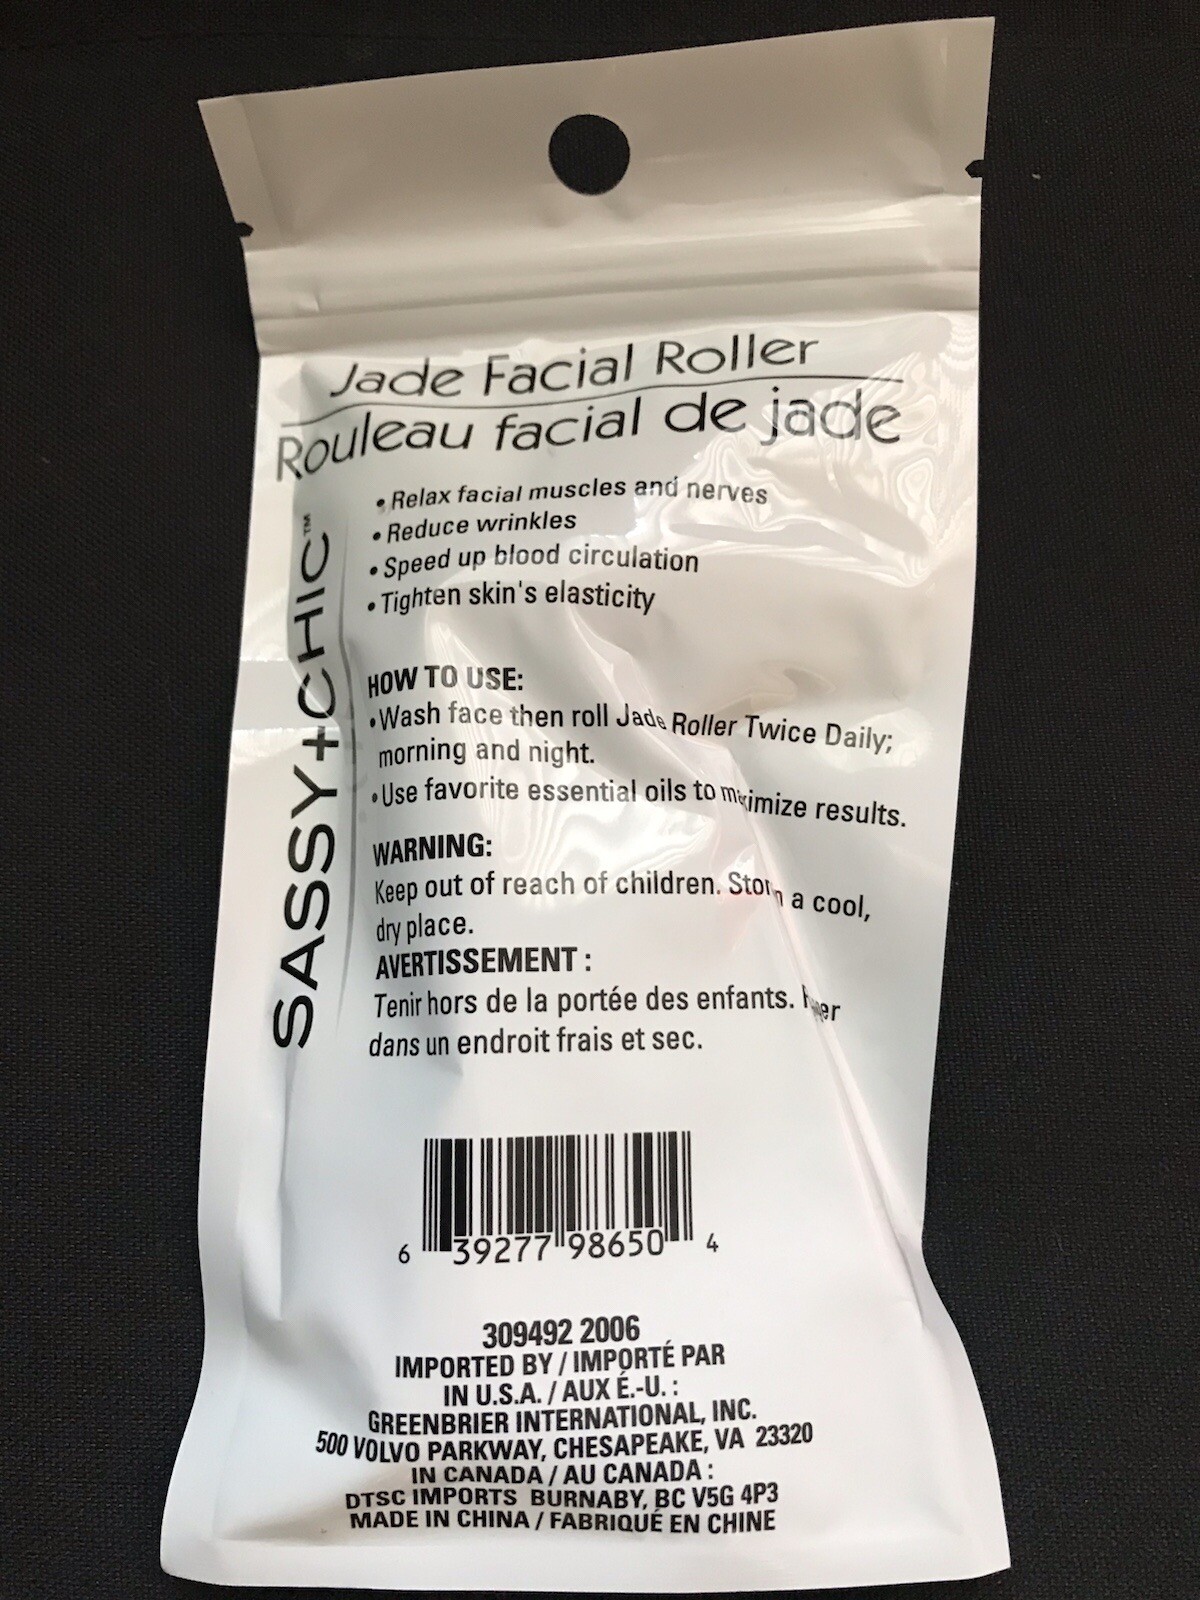 Jade Facial Roller
Rouleau facial de jade
• Relax facial muscles and nerves
• Reduce wrinkles
• Speed up blood circulation
• Tighten skin's elasticity
SASSY+CHIC™
HOW TO USE:
• Wash face then roll Jade Roller Twice Daily;
morning and night.
• Use favorite essential oils to maximize results.
WARNING:
Keep out of reach of children. a cool,
dry place.
AVERTISSEMENT :
Tenir hors de la portée des enfants.
dans un endroit frais et sec.
6 39277 98650 4
309492 2006
IMPORTED BY / IMPORTÉ PAR
IN U.S.A. / AUX É.-U. :
GREENBRIER INTERNATIONAL, INC.
500 VOLVO PARKWAY, CHESAPEAKE, VA 23320
IN CANADA / AU CANADA :
DTSC IMPORTS BURNABY, BC V5G 4P3
MADE IN CHINA / FABRIQUÉ EN CHINE